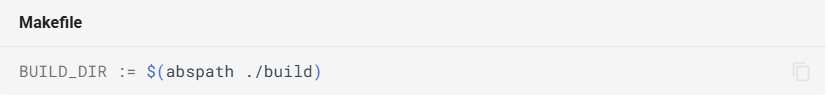 Makefile
BUILD_DIR := $(abspath ./build)